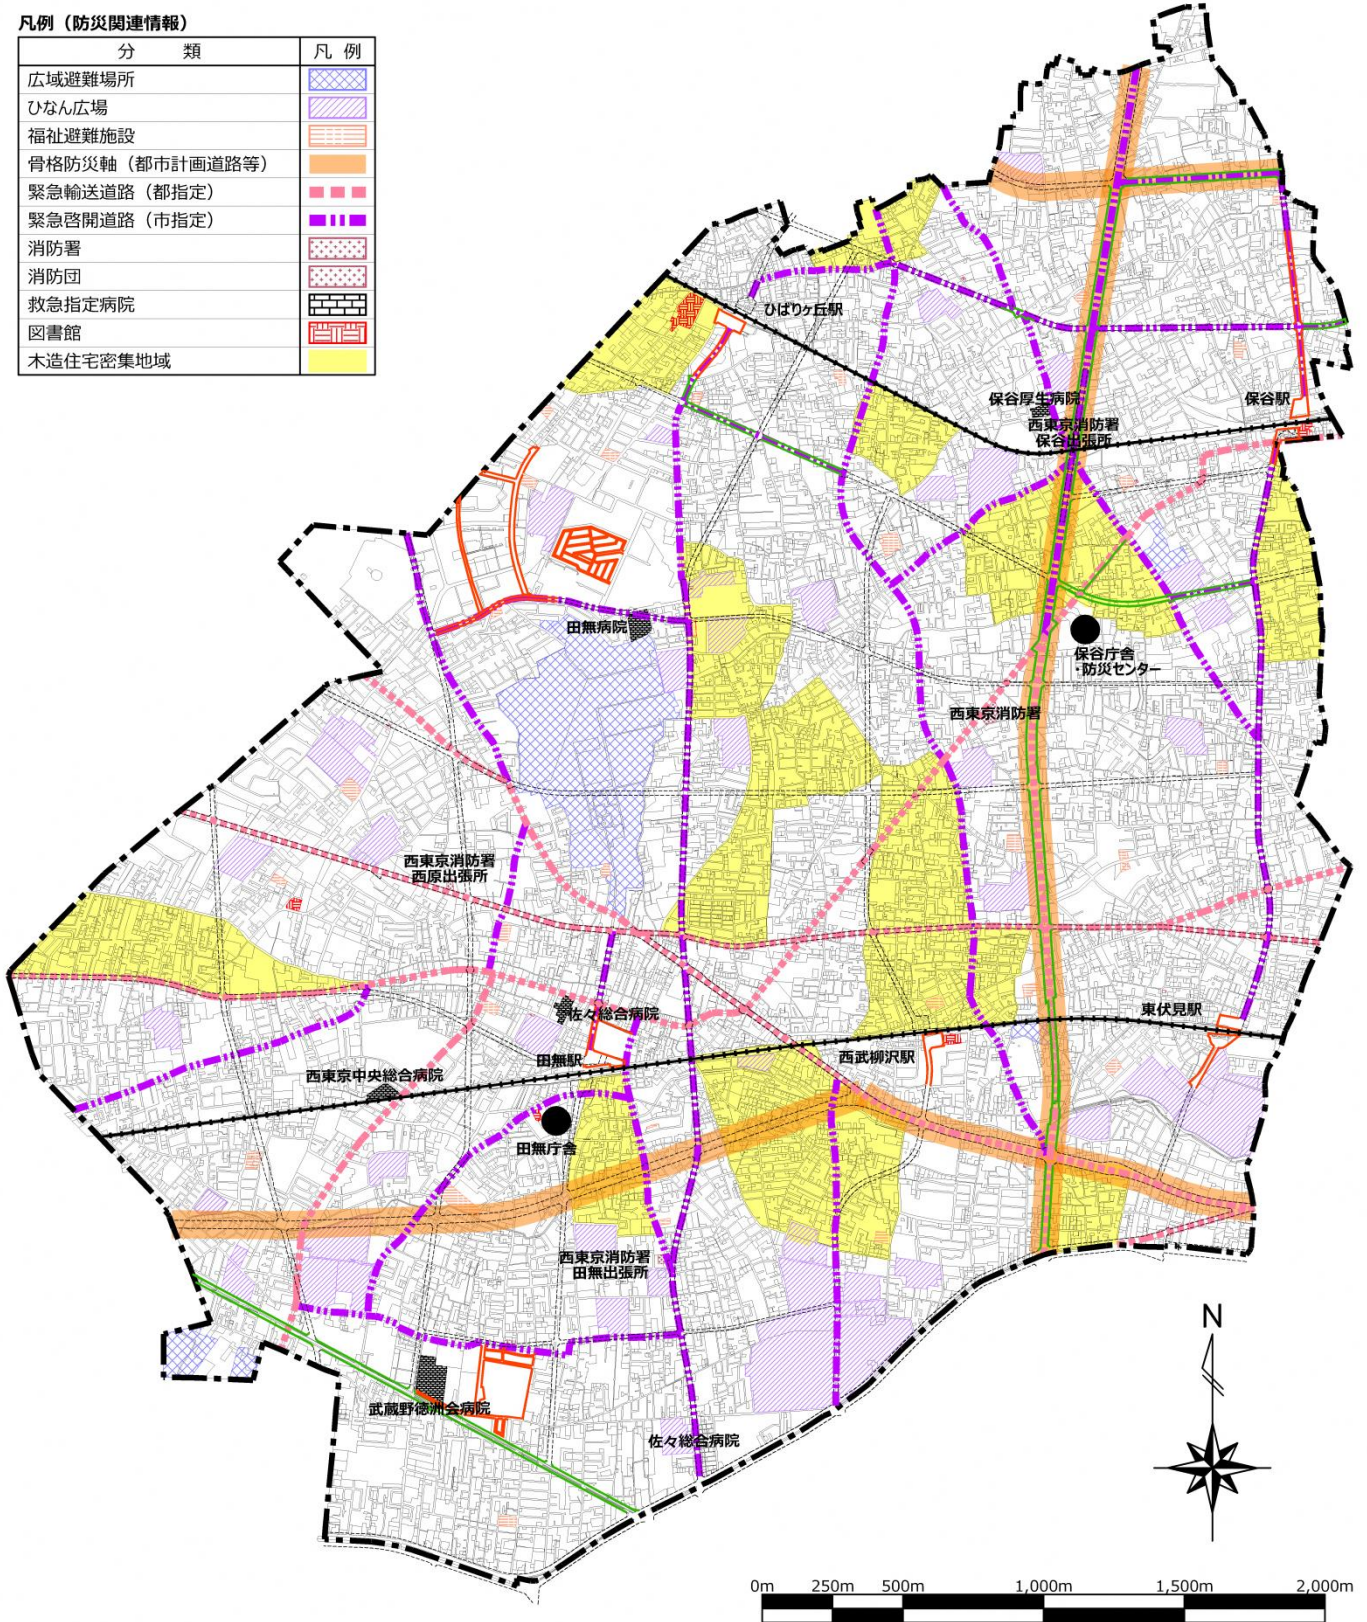 凡例（防災関連情報）
分　類　凡 例
広域避難場所
ひなん広場
福祉避難施設
骨格防災軸（都市計画道路等）
緊急輸送道路（都指定）
緊急啓開道路（市指定）
消防署
消防団
救急指定病院
図書館
木造住宅密集地域
ひばりヶ丘駅
保谷厚生病院
保谷駅
西東京消防署
保谷出張所
田無病院
保谷庁舎
・防災センター
西東京消防署
西東京消防署
西原出張所
佐々総合病院
東伏見駅
田無駅
西武柳沢駅
西東京中央総合病院
田無庁舎
西東京消防署
田無出張所
武蔵野徳洲会病院
佐々総合病院
N
0m 250m 500m 1,000m 1,500m 2,000m